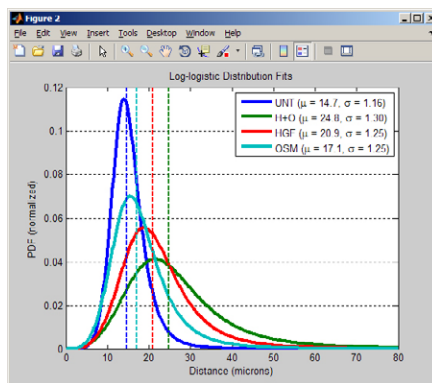 Figure 2
File Edit View Insert Tools Desktop Window Help
Log-logistic Distribution Fits
UNT (μ = 14.7, σ = 1.16)
H+O (μ = 24.8, σ = 1.30)
HGF (μ = 20.9, σ = 1.25)
OSM (μ = 17.1, σ = 1.25)
PDF (normalized)
0.12
0.1
0.08
0.06
0.04
0.02
0
0 10 20 30 40 50 60 70 80
Distance (microns)